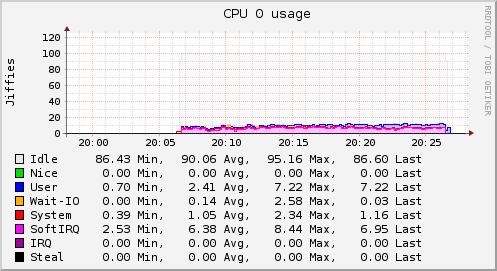 CPU 0 usage
RRDTOOL / TOBI OETIKER
Jiffies
120
100
80
60
40
20
0
20:00 20:05 20:10 20:15 20:20 20:25
Idle 86.43 Min, 90.06 Avg, 95.16 Max, 86.60 Last
Nice 0.00 Min, 0.00 Avg, 0.00 Max, 0.00 Last
User 0.70 Min, 2.41 Avg, 7.22 Max, 7.22 Last
Wait-IO 0.00 Min, 0.14 Avg, 2.58 Max, 0.03 Last
System 0.39 Min, 1.05 Avg, 2.34 Max, 1.16 Last
SoftIRQ 2.53 Min, 6.38 Avg, 8.44 Max, 6.95 Last
IRQ 0.00 Min, 0.00 Avg, 0.00 Max, 0.00 Last
Steal 0.00 Min, 0.00 Avg, 0.00 Max, 0.00 Last